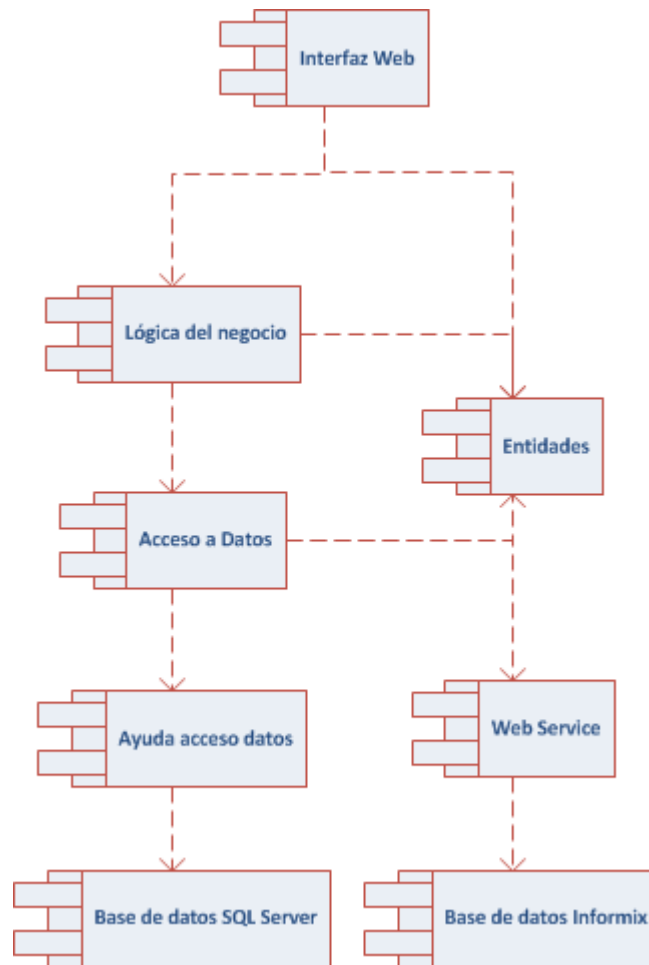 Interfaz Web
Lógica del negocio
Entidades
Acceso a Datos
Ayuda acceso datos
Web Service
Base de datos SQL Server
Base de datos Informix